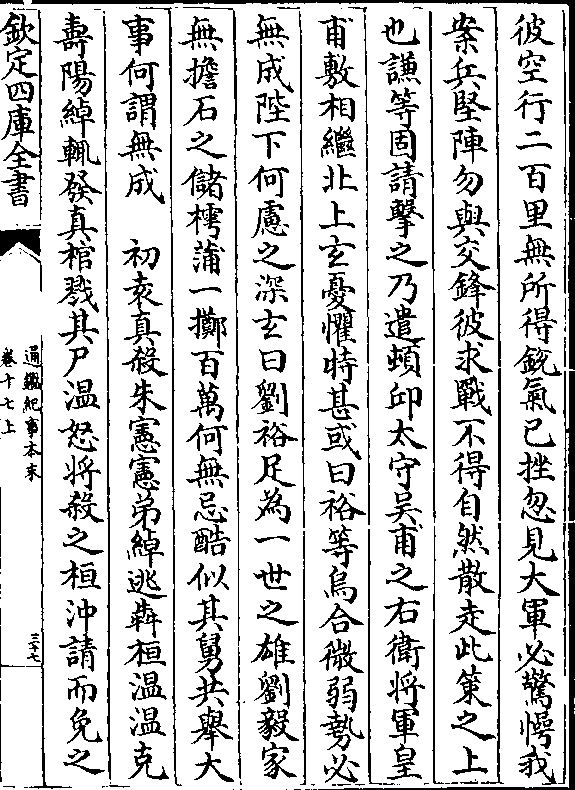 彼空行二百里無所得銳氣已挫忽見大軍必驚愕我
案兵堅陣勿與交鋒彼求戰不得自然散走此策之上
也謙等固請擊之乃遣頓邱太守吳甫之右衛將軍皇
甫敷相繼北上玄憂懼特甚或曰裕等烏合微弱勢必
無成陛下何慮之深玄曰劉裕足為一世之雄劉毅家
無擔石之儲樗蒲一擲百萬何無忌酷似其舅共舉大
事何謂無成　初袁真殺朱憲憲弟綽逃奔桓温温克
壽陽綽輒發真棺戮其尸温怒將殺之桓沖請而免之
欽定四庫全書
通鑑紀事本末
卷十七上
三十七